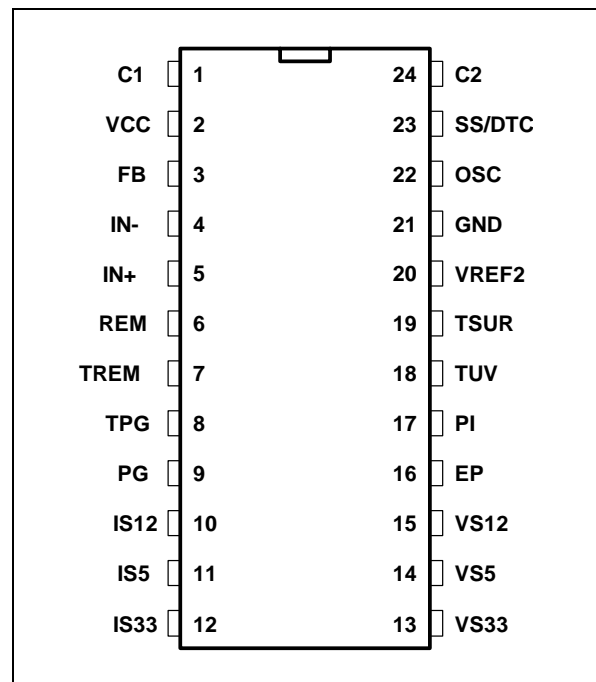 C1 1 24 C2
VCC 2 23 SS/DTC
FB 3 22 OSC
IN- 4 21 GND
IN+ 5 20 VREF2
REM 6 19 TSUR
TREM 7 18 TUV
TPG 8 17 PI
PG 9 16 EP
IS12 10 15 VS12
IS5 11 14 VS5
IS33 12 13 VS33